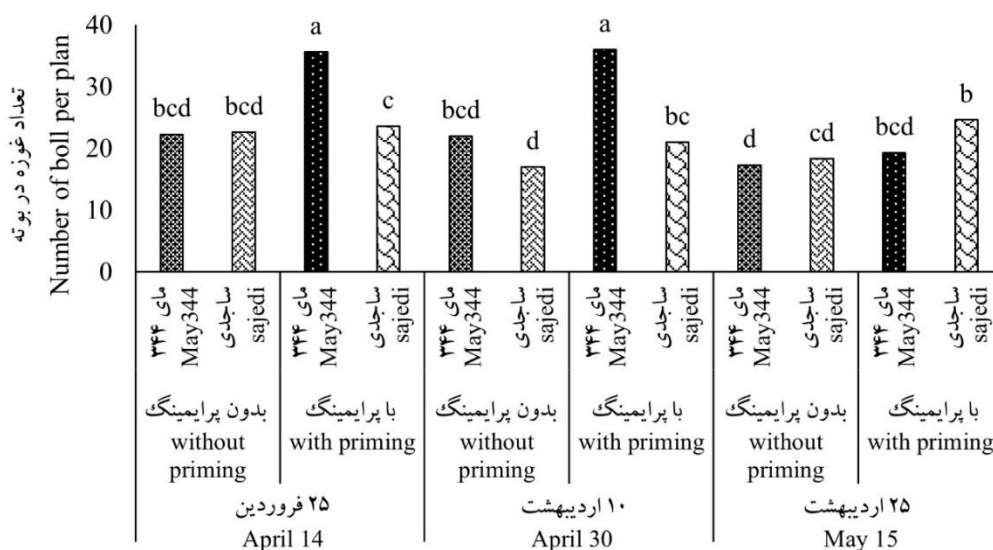 تعداد غوزه در بوته
Number of boll per plan
40
30
20
10
0
bcd
bcd
a
c
bcd
d
a
bc
d
cd
bcd
b
مای ۳۴۴
May344
ساجدی
sajedi
مای ۳۴۴
May344
ساجدی
sajedi
مای ۳۴۴
May344
ساجدی
sajedi
مای ۳۴۴
May344
ساجدی
sajedi
مای ۳۴۴
May344
ساجدی
sajedi
مای ۳۴۴
May344
ساجدی
sajedi
بدون پرایمینگ
without
priming
با پرایمینگ
with priming
بدون پرایمینگ
without
priming
با پرایمینگ
with priming
بدون پرایمینگ
without
priming
با پرایمینگ
with priming
۲۵ فروردین
April 14
۱۰ اردیبهشت
April 30
۲۵ اردیبهشت
May 15